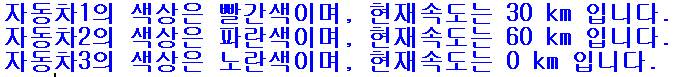 자동차1의 색상은 빨간색이며, 현재속도는 30 km 입니다.
자동차2의 색상은 파란색이며, 현재속도는 60 km 입니다.
자동차3의 색상은 노란색이며, 현재속도는 0 km 입니다.